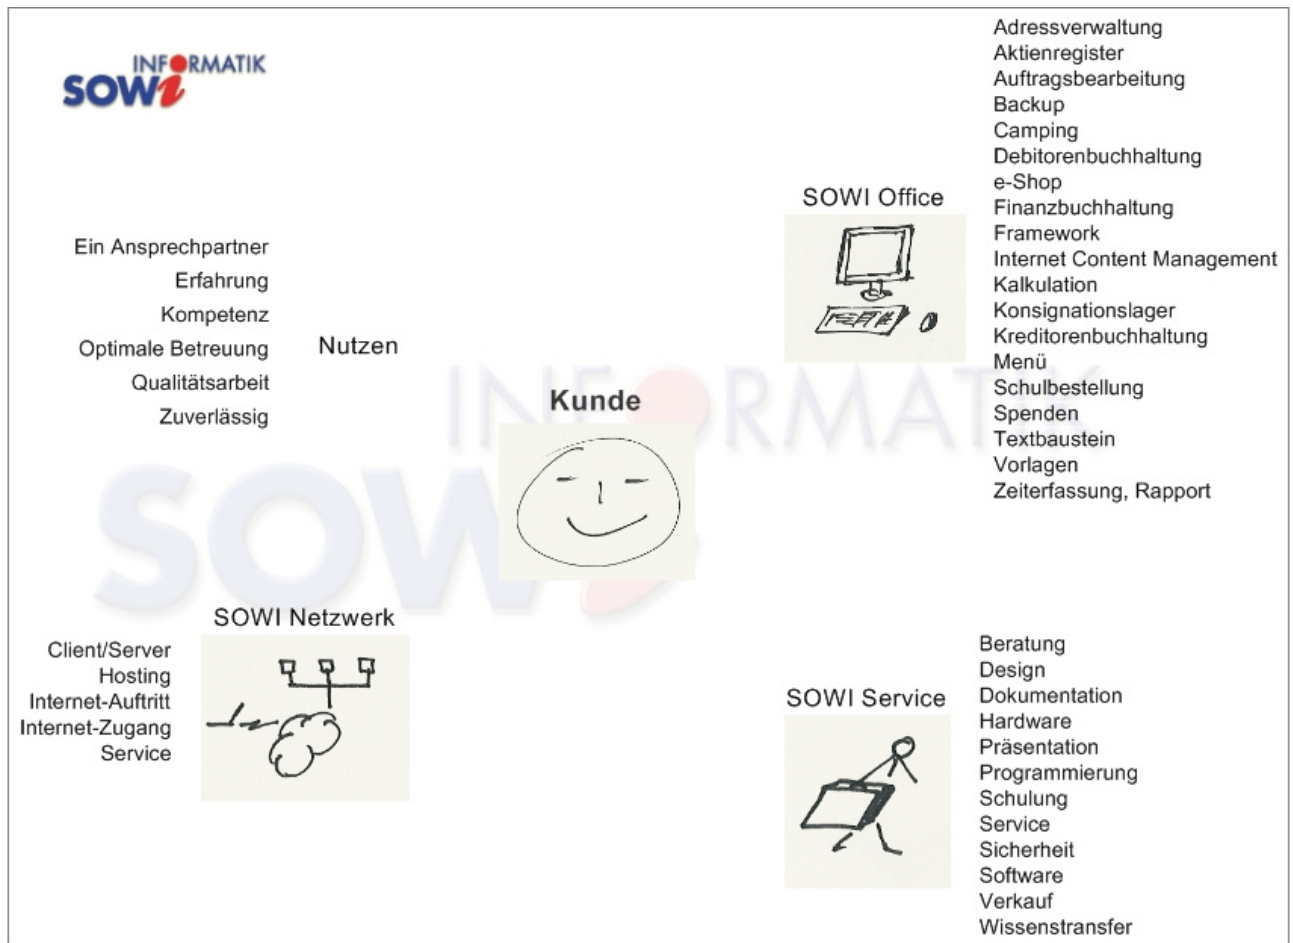 INFORMATIK
SOWi
Ein Ansprechpartner
Erfahrung
Kompetenz
Optimale Betreuung
Qualitätsarbeit
Zuverlässig
Nutzen
Kunde
SOWI Office
Adressverwaltung
Aktienregister
Auftragsbearbeitung
Backup
Camping
Debitorenbuchhaltung
e-Shop
Finanzbuchhaltung
Framework
Internet Content Management
Kalkulation
Konsignationslager
Kreditorenbuchhaltung
Menü
Schulbestellung
Spenden
Textbaustein
Vorlagen
Zeiterfassung, Rapport
INFORMATIK
SOWi
SOWI Netzwerk
Client/Server
Hosting
Internet-Auftritt
Internet-Zugang
Service
SOWI Service
Beratung
Design
Dokumentation
Hardware
Präsentation
Programmierung
Schulung
Service
Sicherheit
Software
Verkauf
Wissenstransfer